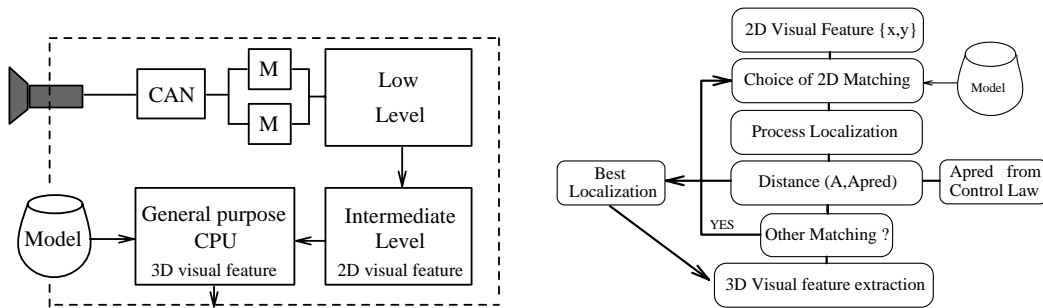 CAN
M
M
Low
Level
Model
General purpose
CPU
3D visual feature
Intermediate
Level
2D visual feature
2D Visual Feature {x,y}
Choice of 2D Matching
Model
Process Localization
Best
Localization
Distance (A,Apred)
Apred from
Control Law
YES
Other Matching ?
3D Visual feature extraction